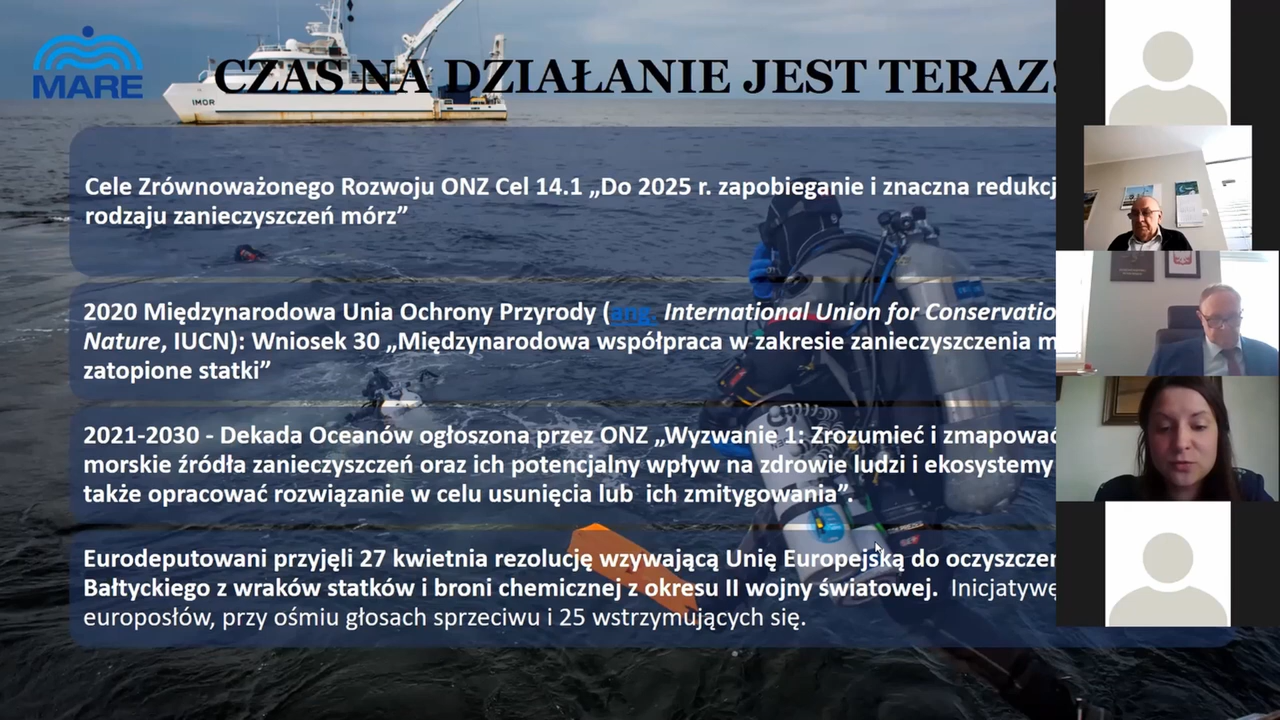 MARE
IMOR
CZAS NA DZIAŁANIE JEST TERAZ!
Cele Zrównoważonego Rozwoju ONZ Cel 14.1 „Do 2025 r. zapobieganie i znaczna redukcj
rodzaju zanieczyszczeń mórz”
2020 Międzynarodowa Unia Ochrony Przyrody (ang. International Union for Conservatio
Nature, IUCN): Wniosek 30 „Międzynarodowa współpraca w zakresie zanieczyszczenia m
zatopione statki”
2021-2030 - Dekada Oceanów ogłoszona przez ONZ „Wyzwanie 1: Zrozumieć i zmapować
morskie źródła zanieczyszczeń oraz ich potencjalny wpływ na zdrowie ludzi i ekosystemy
także opracować rozwiązanie w celu usunięcia lub ich zmitygowania”.
Eurodeputowani przyjęli 27 kwietnia rezolucję wzywającą Unię Europejską do oczyszczen
Bałtyckiego z wraków statków i broni chemicznej z okresu II wojny światowej. Inicjatywę
europosłów, przy ośmiu głosach sprzeciwu i 25 wstrzymujących się.